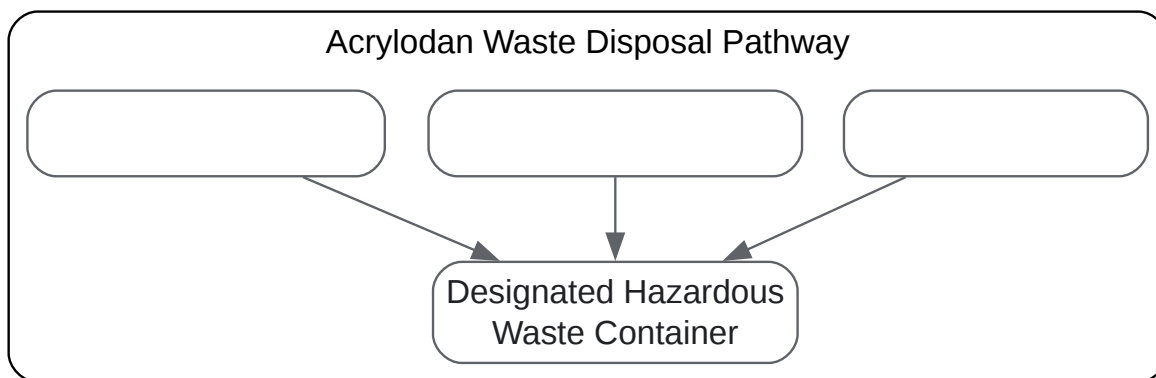 Acrylodan Waste Disposal Pathway
Designated Hazardous
Waste Container